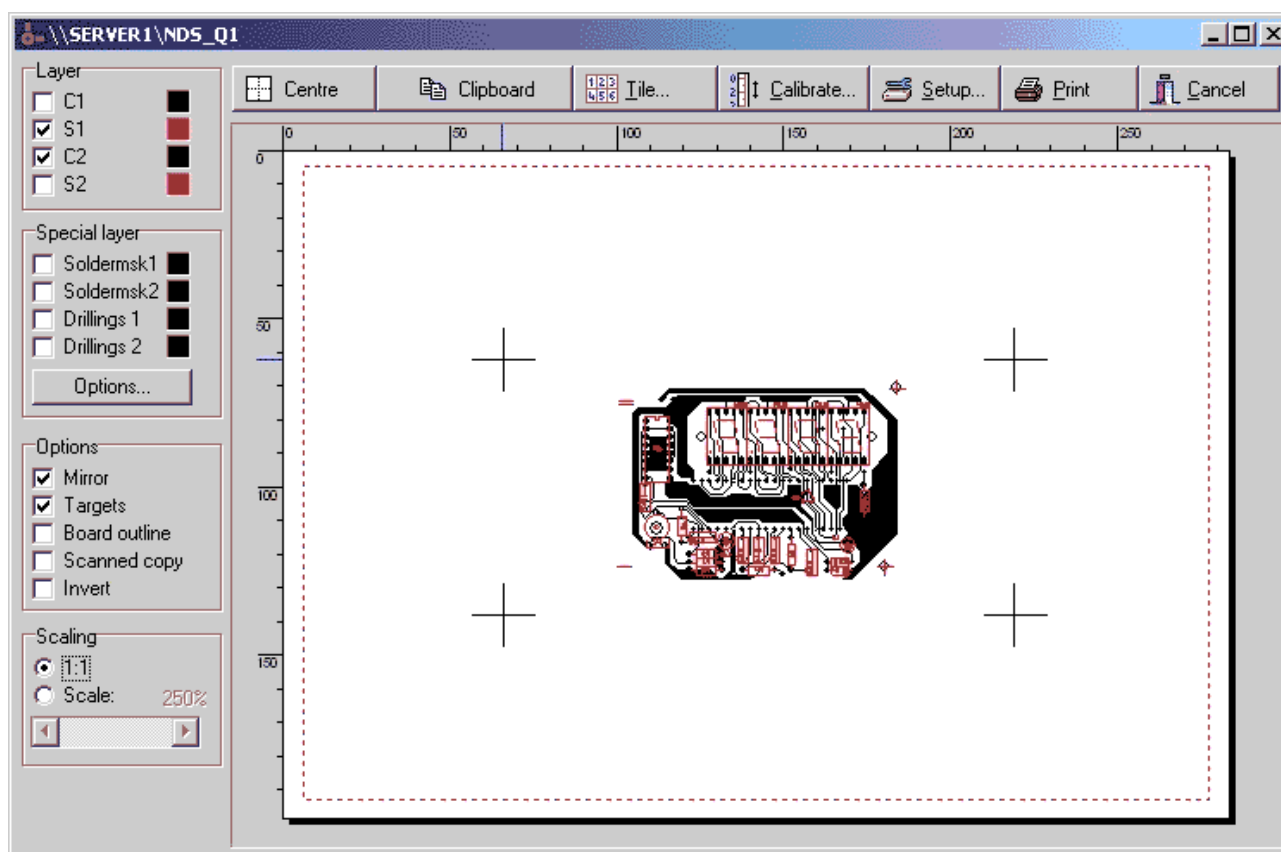 \\SERVER1\NDS_Q1
Layer
C1
S1
C2
S2
Special layer
Soldermsk1
Soldermsk2
Drillings 1
Drillings 2
Options...
Options
Mirror
Targets
Board outline
Scanned copy
Invert
Scaling
1:1
Scale: 250%
Centre Clipboard Tile... Calibrate... Setup... Print Cancel
0 50 100 150 200 250
0
50
100
150